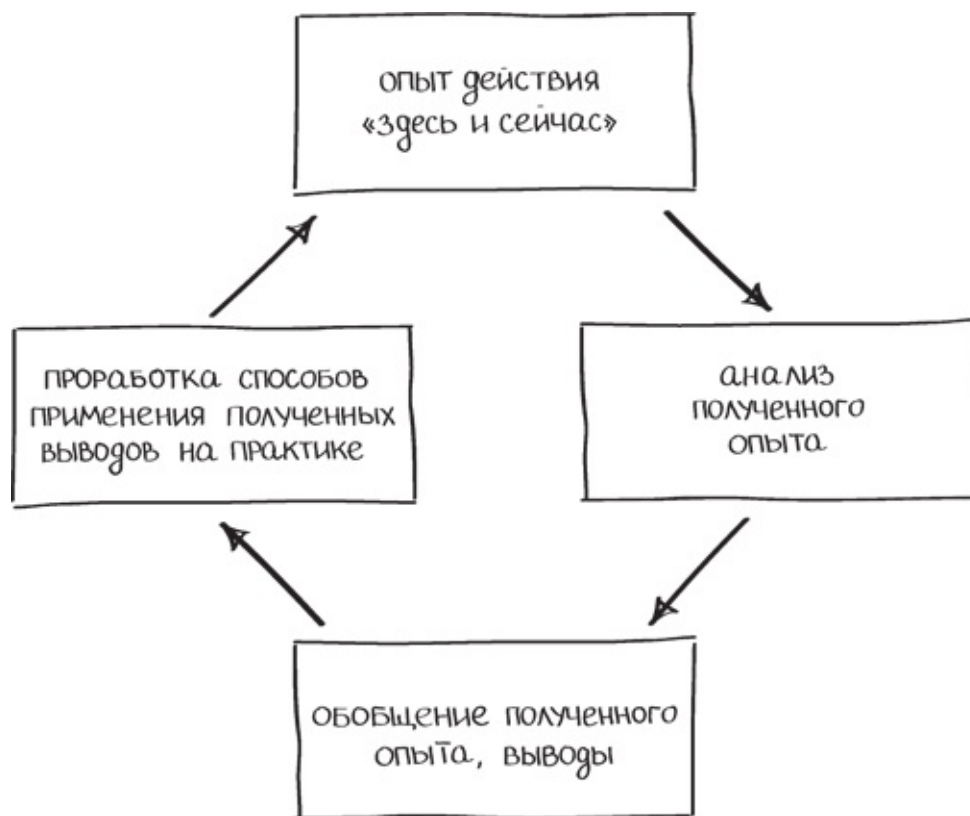 опыт действия
«здесь и сейчас»
проработка способов
применения полученных
выводов на практике
анализ
полученного
опыта
обобщение полученного
опыта, выводы